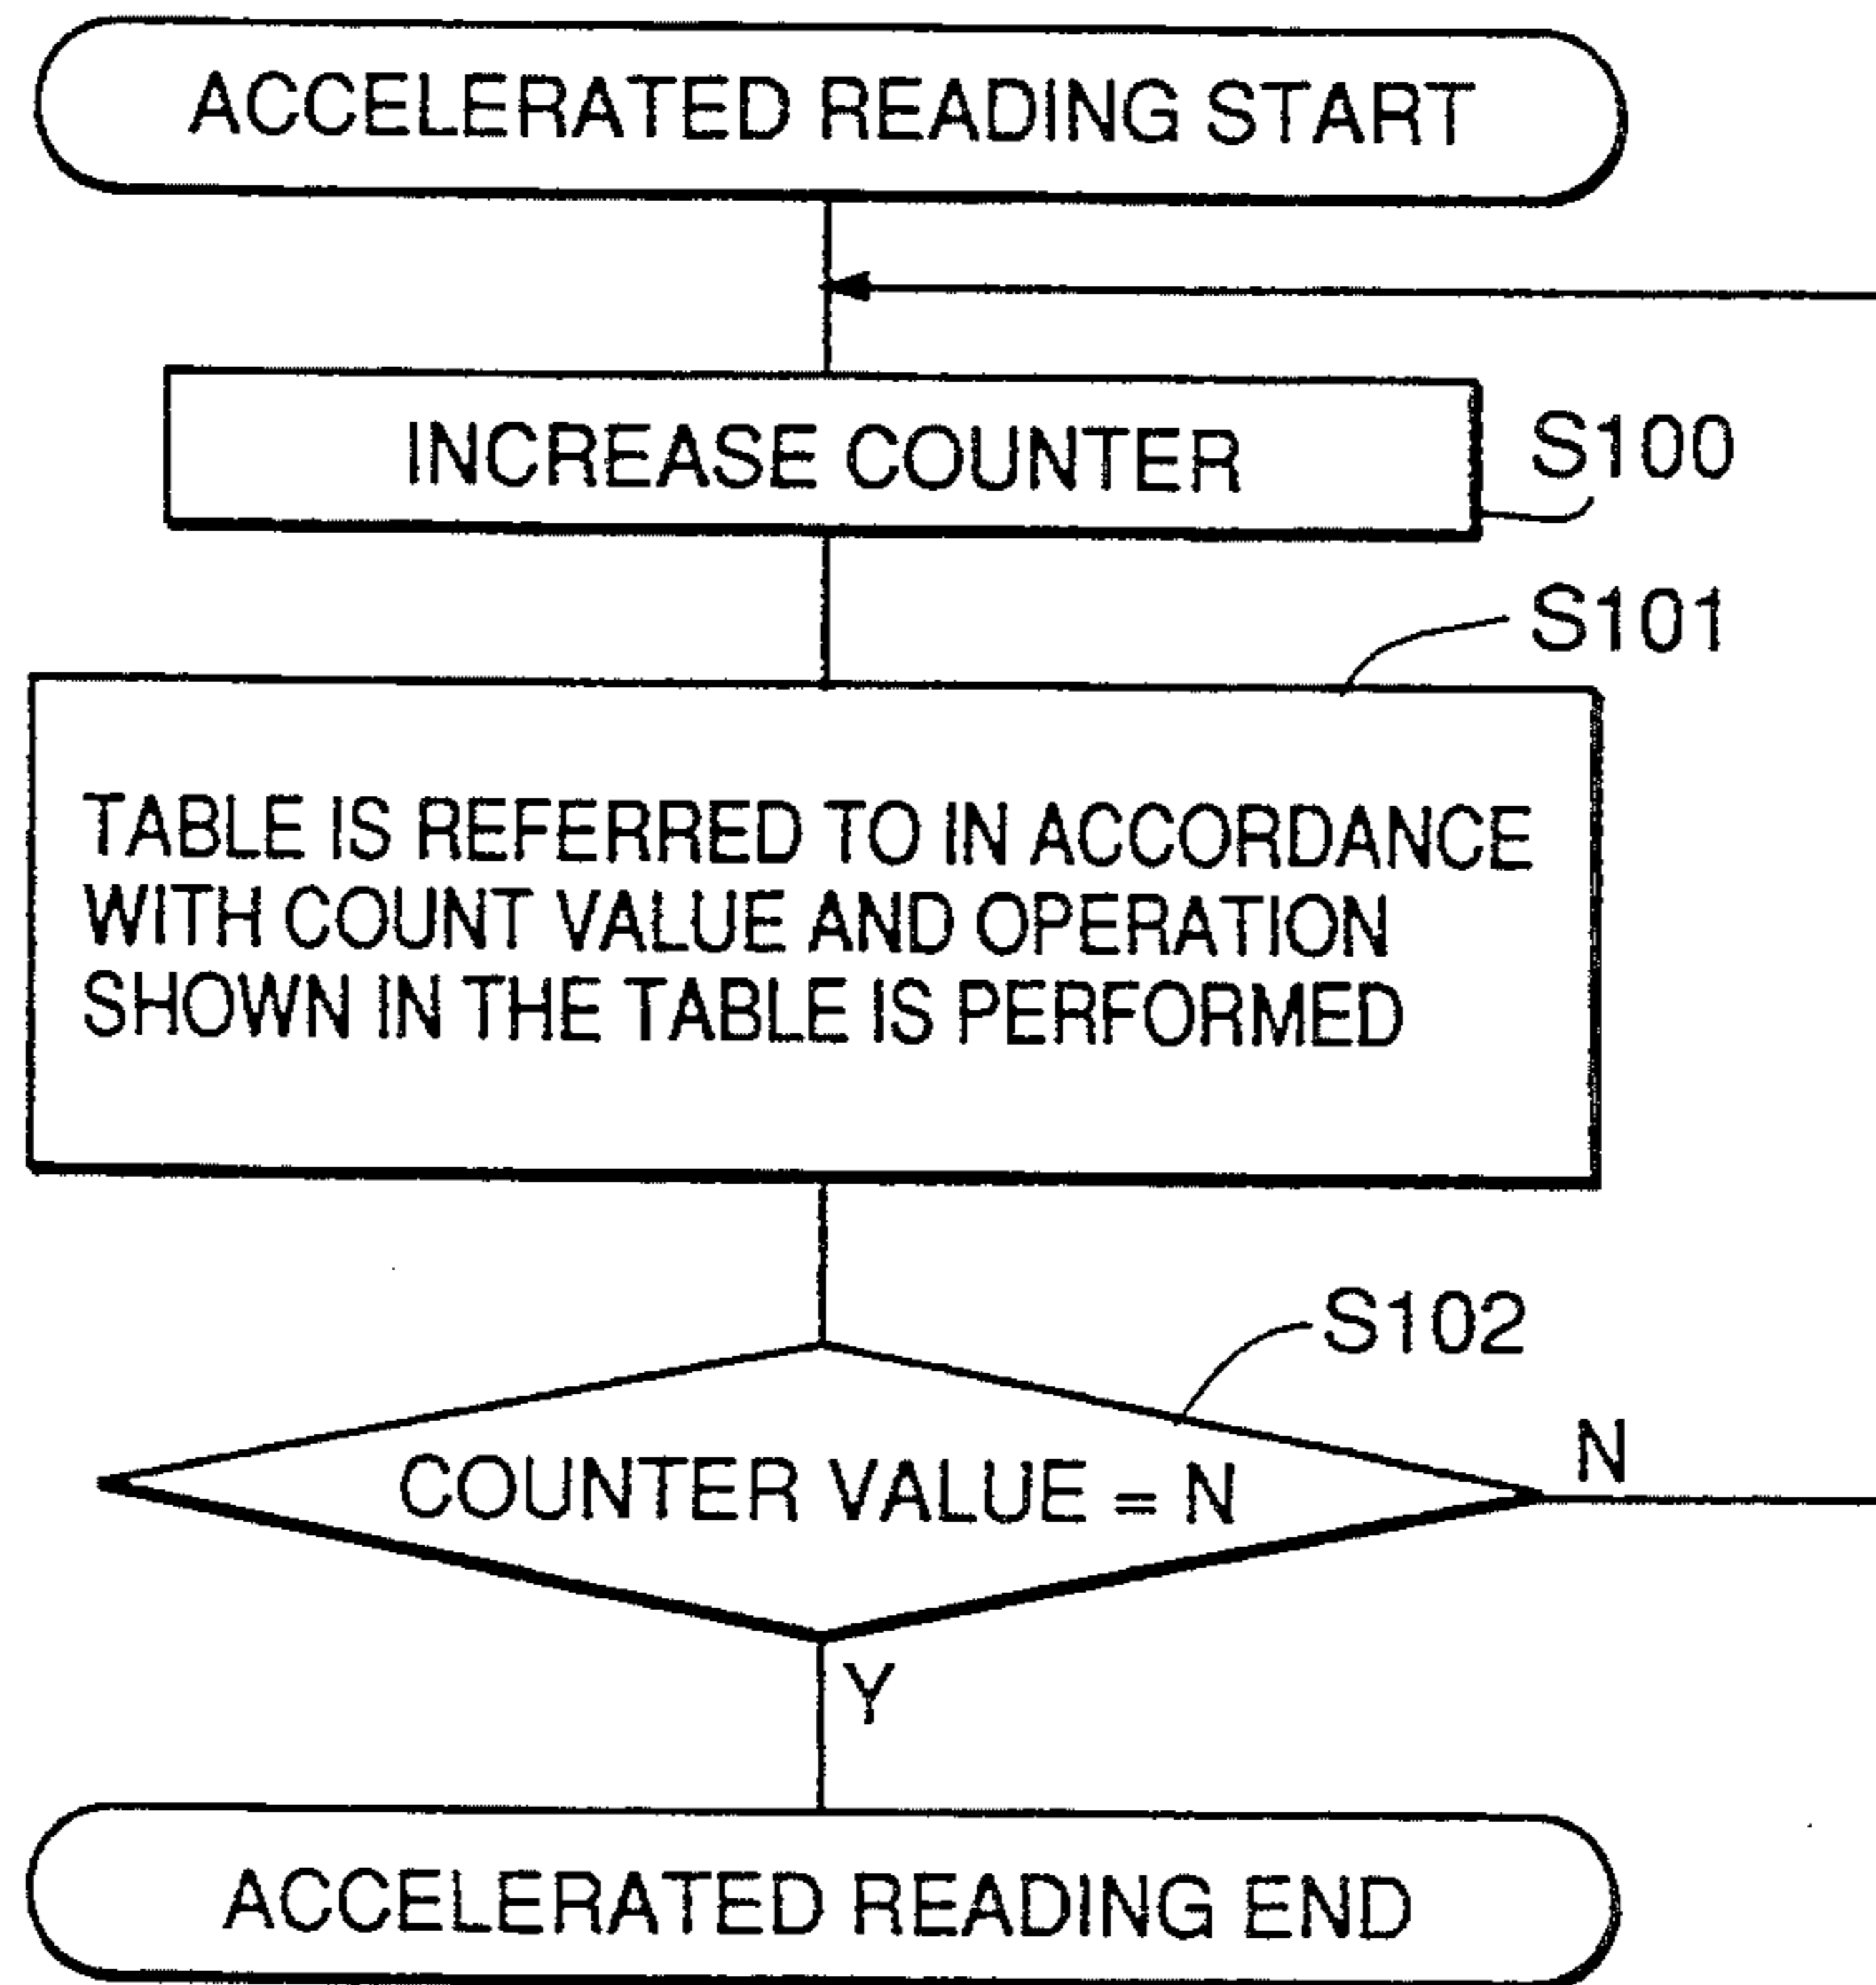 ACCELERATED READING START
INCREASE COUNTER
S100
S101
TABLE IS REFERRED TO IN ACCORDANCE
WITH COUNT VALUE AND OPERATION
SHOWN IN THE TABLE IS PERFORMED
S102
COUNTER VALUE = N
N
Y
ACCELERATED READING END